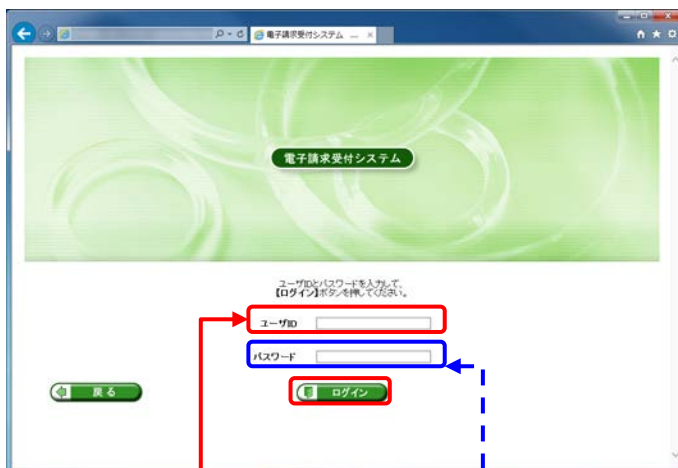 電子請求受付システム ...
電子請求受付システム
ユーザIDとパスワードを入力して、
【ログイン】ボタンを押してください。
ユーザID
パスワード
戻る
ログイン